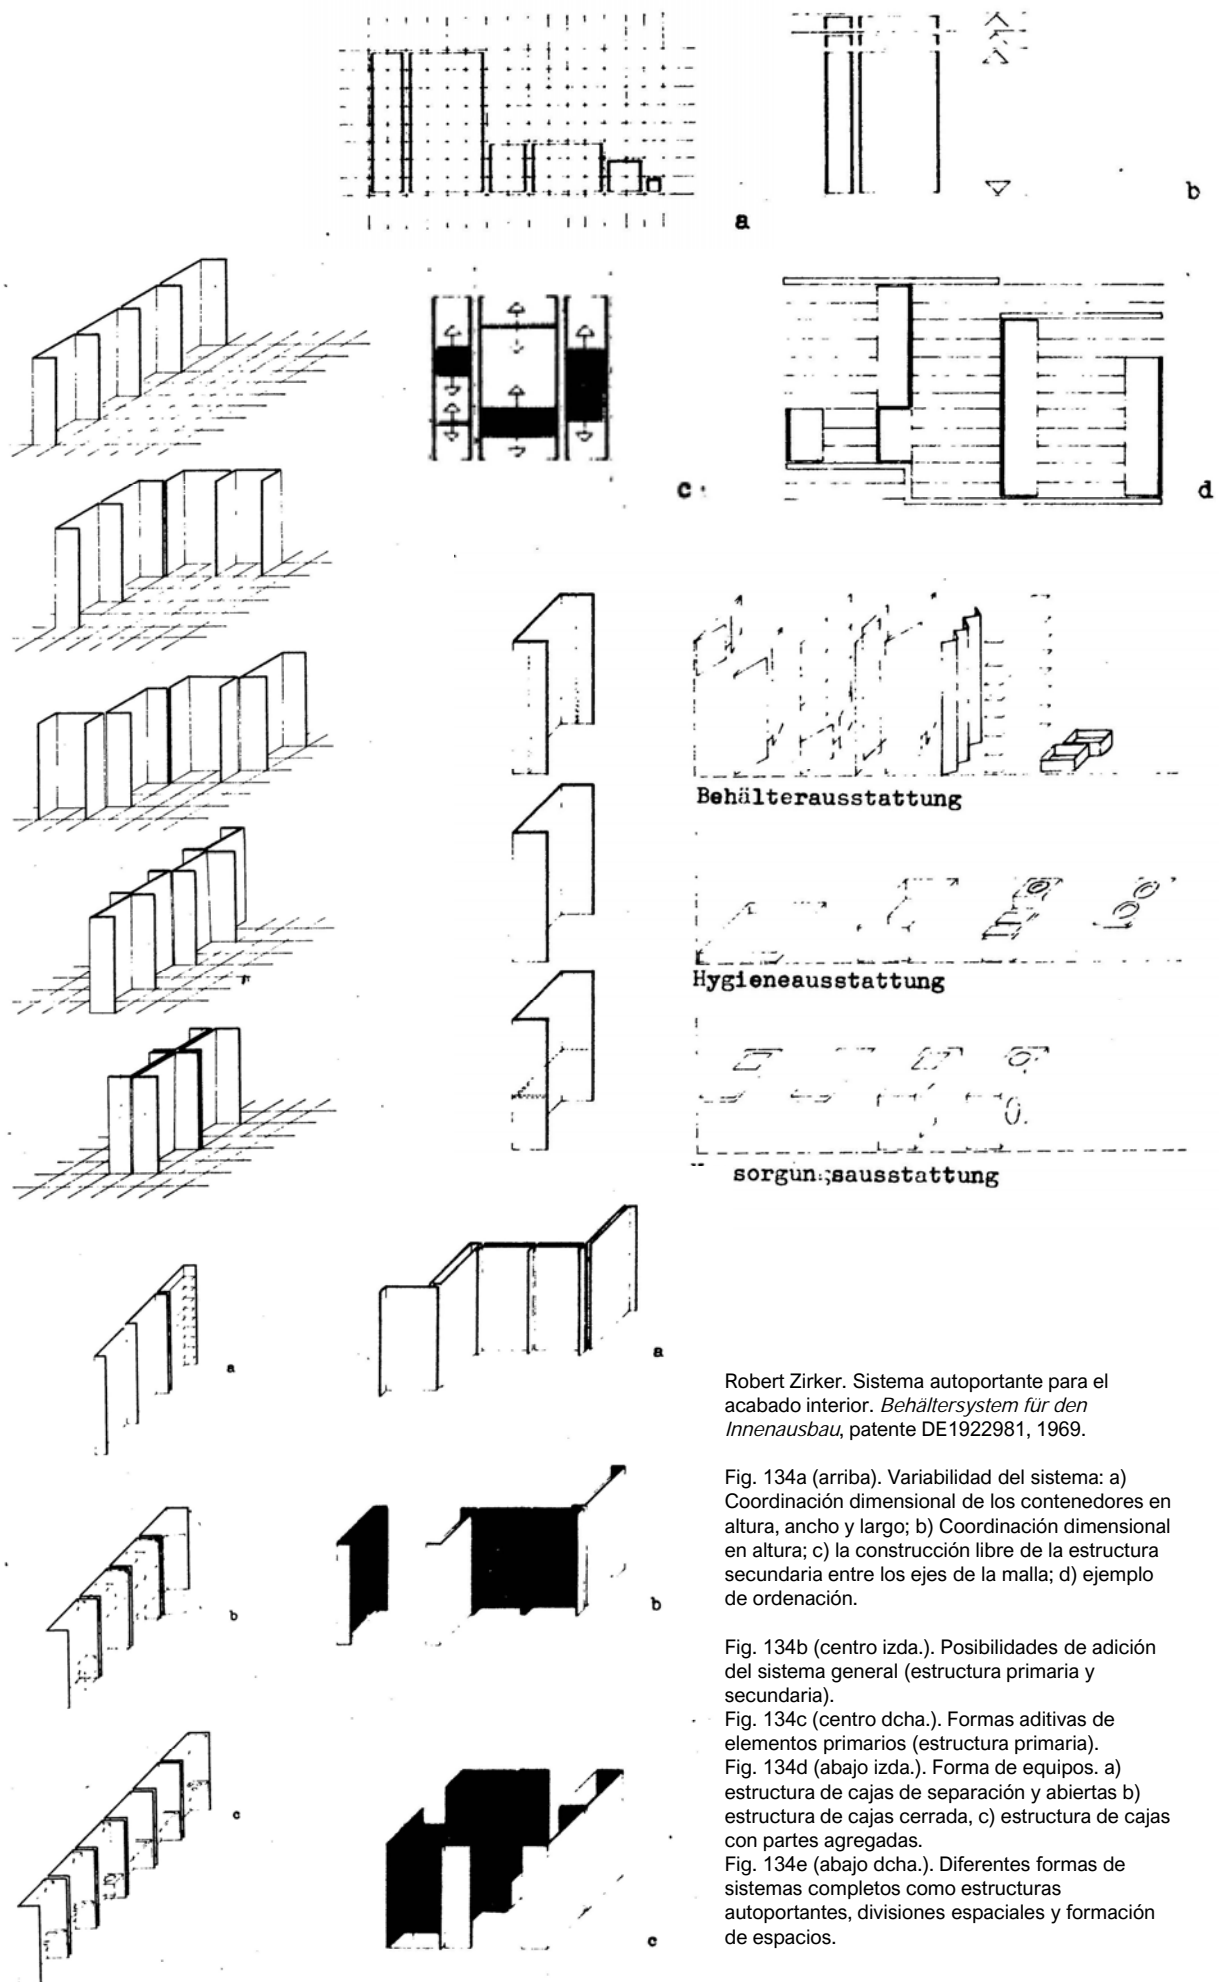 a
b
c
d
Behälterausstattung
Hygieneausstattung
a
a
b
b
c
c
Robert Zirker. Sistema autoportante para el
acabado interior. Behältersystem für den
Innenausbau, patente DE1922981, 1969.
Fig. 134a (arriba). Variabilidad del sistema: a)
Coordinación dimensional de los contenedores en
altura, ancho y largo; b) Coordinación dimensional
en altura; c) la construcción libre de la estructura
secundaria entre los ejes de la malla; d) ejemplo
de ordenación.
Fig. 134b (centro izda.). Posibilidades de adición
del sistema general (estructura primaria y
secundaria).
Fig. 134c (centro dcha.). Formas aditivas de
elementos primarios (estructura primaria).
Fig. 134d (abajo izda.). Forma de equipos. a)
estructura de cajas de separación y abiertas b)
estructura de cajas cerrada, c) estructura de cajas
con partes agregadas.
Fig. 134e (abajo dcha.). Diferentes formas de
sistemas completos como estructuras
autoportantes, divisiones espaciales y formación
de espacios.